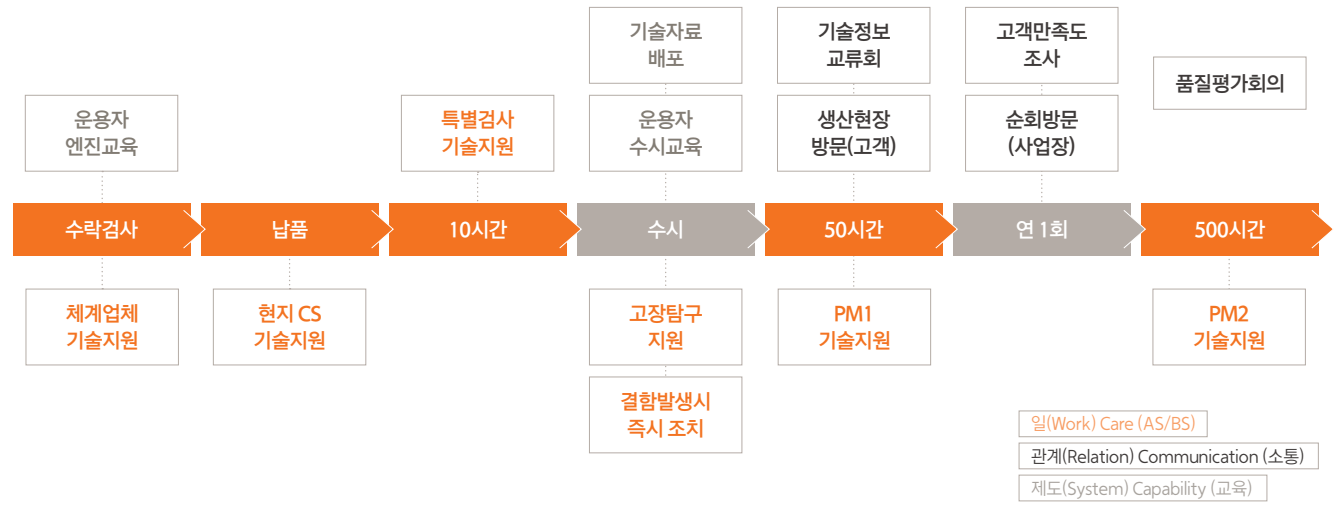 기술자료
배포
기술정보
교류회
고객만족도
조사
품질평가회의
운용자
엔진교육
특별검사
기술지원
운용자
수시교육
생산현장
방문(고객)
순회방문
(사업장)
수락검사
납품
10시간
수시
50시간
연 1회
500시간
체계업체
기술지원
현지 CS
기술지원
고장탐구
지원
PM1
기술지원
PM2
기술지원
결함발생시
즉시 조치
일(Work) Care (AS/BS)
관계(Relation) Communication (소통)
제도(System) Capability (교육)